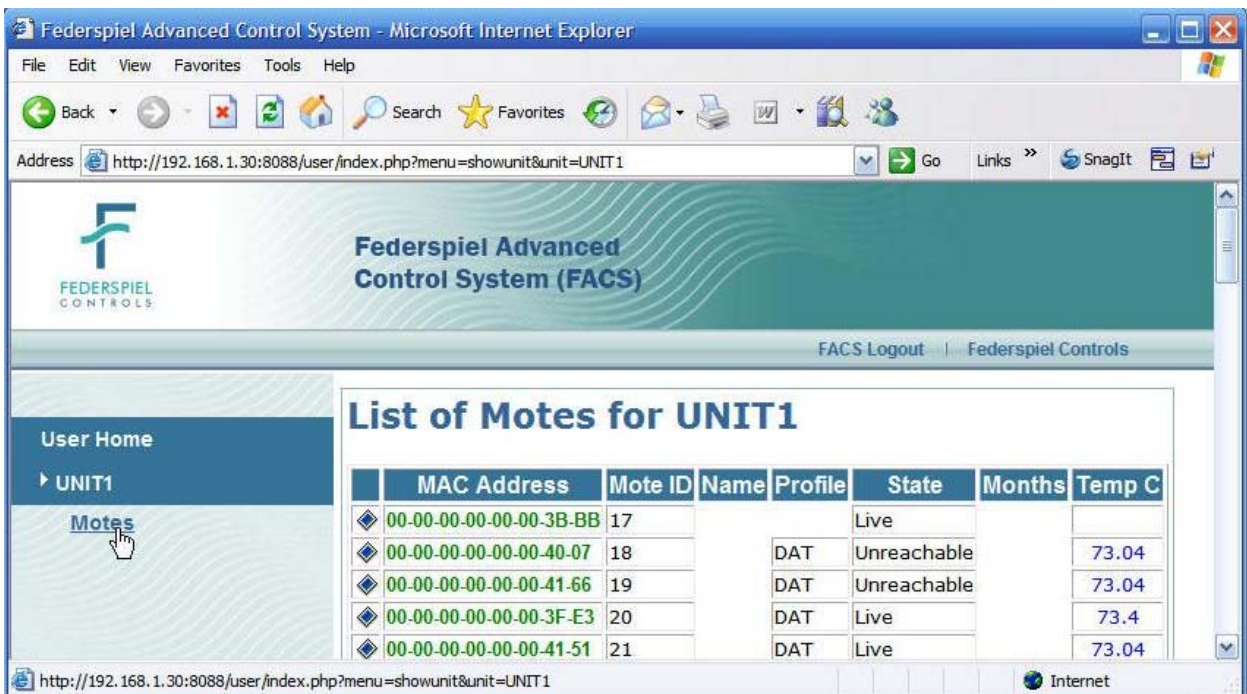 Federspiel Advanced Control System - Microsoft Internet Explorer
File Edit View Favorites Tools Help
Back Search Favorites
Address http://192.168.1.30:8088/user/index.php?menu=showunit&unit=UNIT1 Go Links » SnagIt
FEDERSPIEL
CONTROLS
Federspiel Advanced
Control System (FACS)
FACS Logout | Federspiel Controls
User Home
UNIT1
Motes
List of Motes for UNIT1
MAC Address Mote ID Name Profile State Months Temp C
00-00-00-00-00-00-3B-BB 17 Live
00-00-00-00-00-00-40-07 18 DAT Unreachable 73.04
00-00-00-00-00-00-41-66 19 DAT Unreachable 73.04
00-00-00-00-00-00-3F-E3 20 DAT Live 73.4
00-00-00-00-00-00-41-51 21 DAT Live 73.04
http://192.168.1.30:8088/user/index.php?menu=showunit&unit=UNIT1 Internet